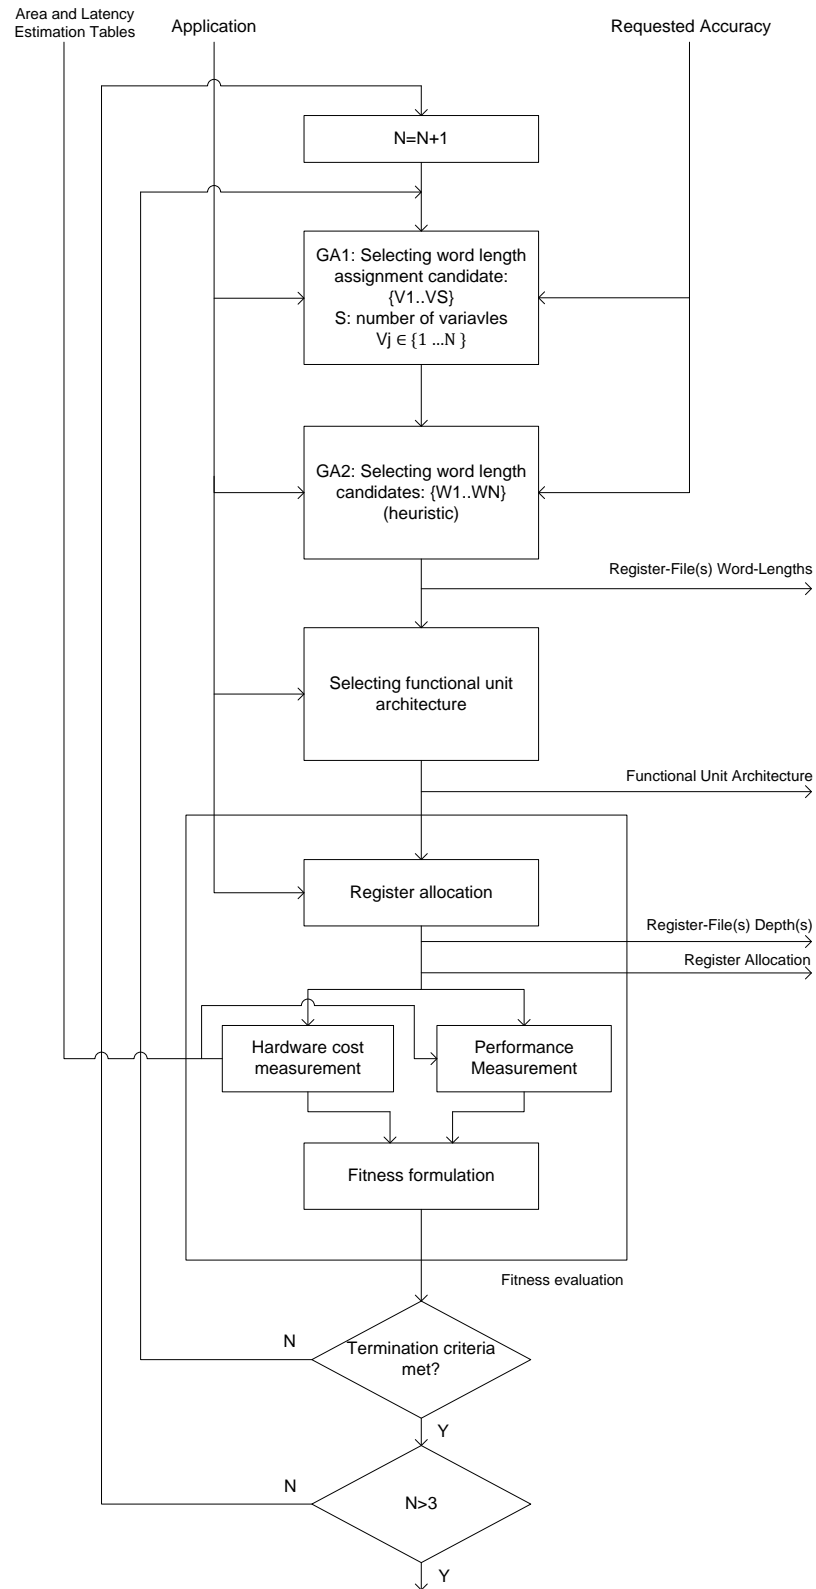 Area and Latency
Estimation Tables
Application
Requested Accuracy
N=N+1
GA1: Selecting word length
assignment candidate:
{V1..VS}
S: number of variavles
Vj ∈ {1 ...N }
GA2: Selecting word length
candidates: {W1..WN}
(heuristic)
Register-File(s) Word-Lengths
Selecting functional unit
architecture
Functional Unit Architecture
Register allocation
Register-File(s) Depth(s)
Register Allocation
Hardware cost
measurement
Performance
Measurement
Fitness formulation
Fitness evaluation
N
Termination criteria
met?
Y
N
N>3
Y